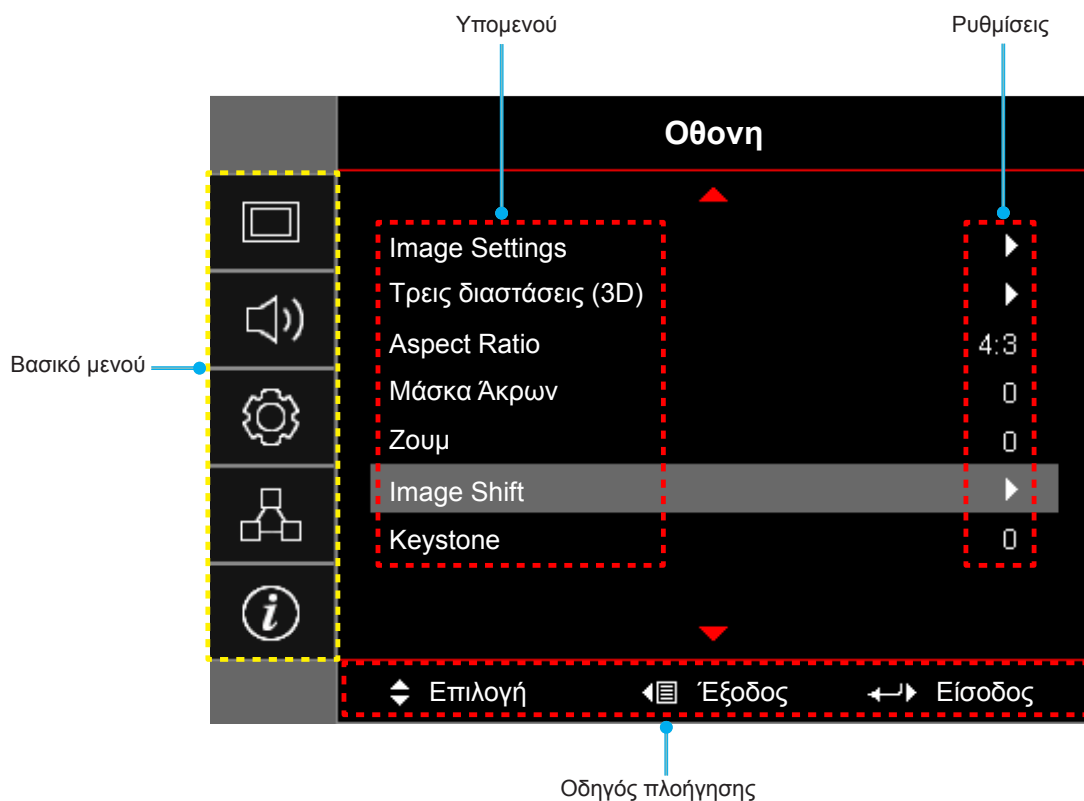 Υπομενού
Ρυθμίσεις
Οθονη
Image Settings
Τρεις διαστάσεις (3D)
Aspect Ratio
4:3
Βασικό μενού
Μάσκα Άκρων
0
Ζουμ
0
Image Shift
Keystone
0
i
Επιλογή
Έξοδος
Είσοδος
Οδηγός πλοήγησης